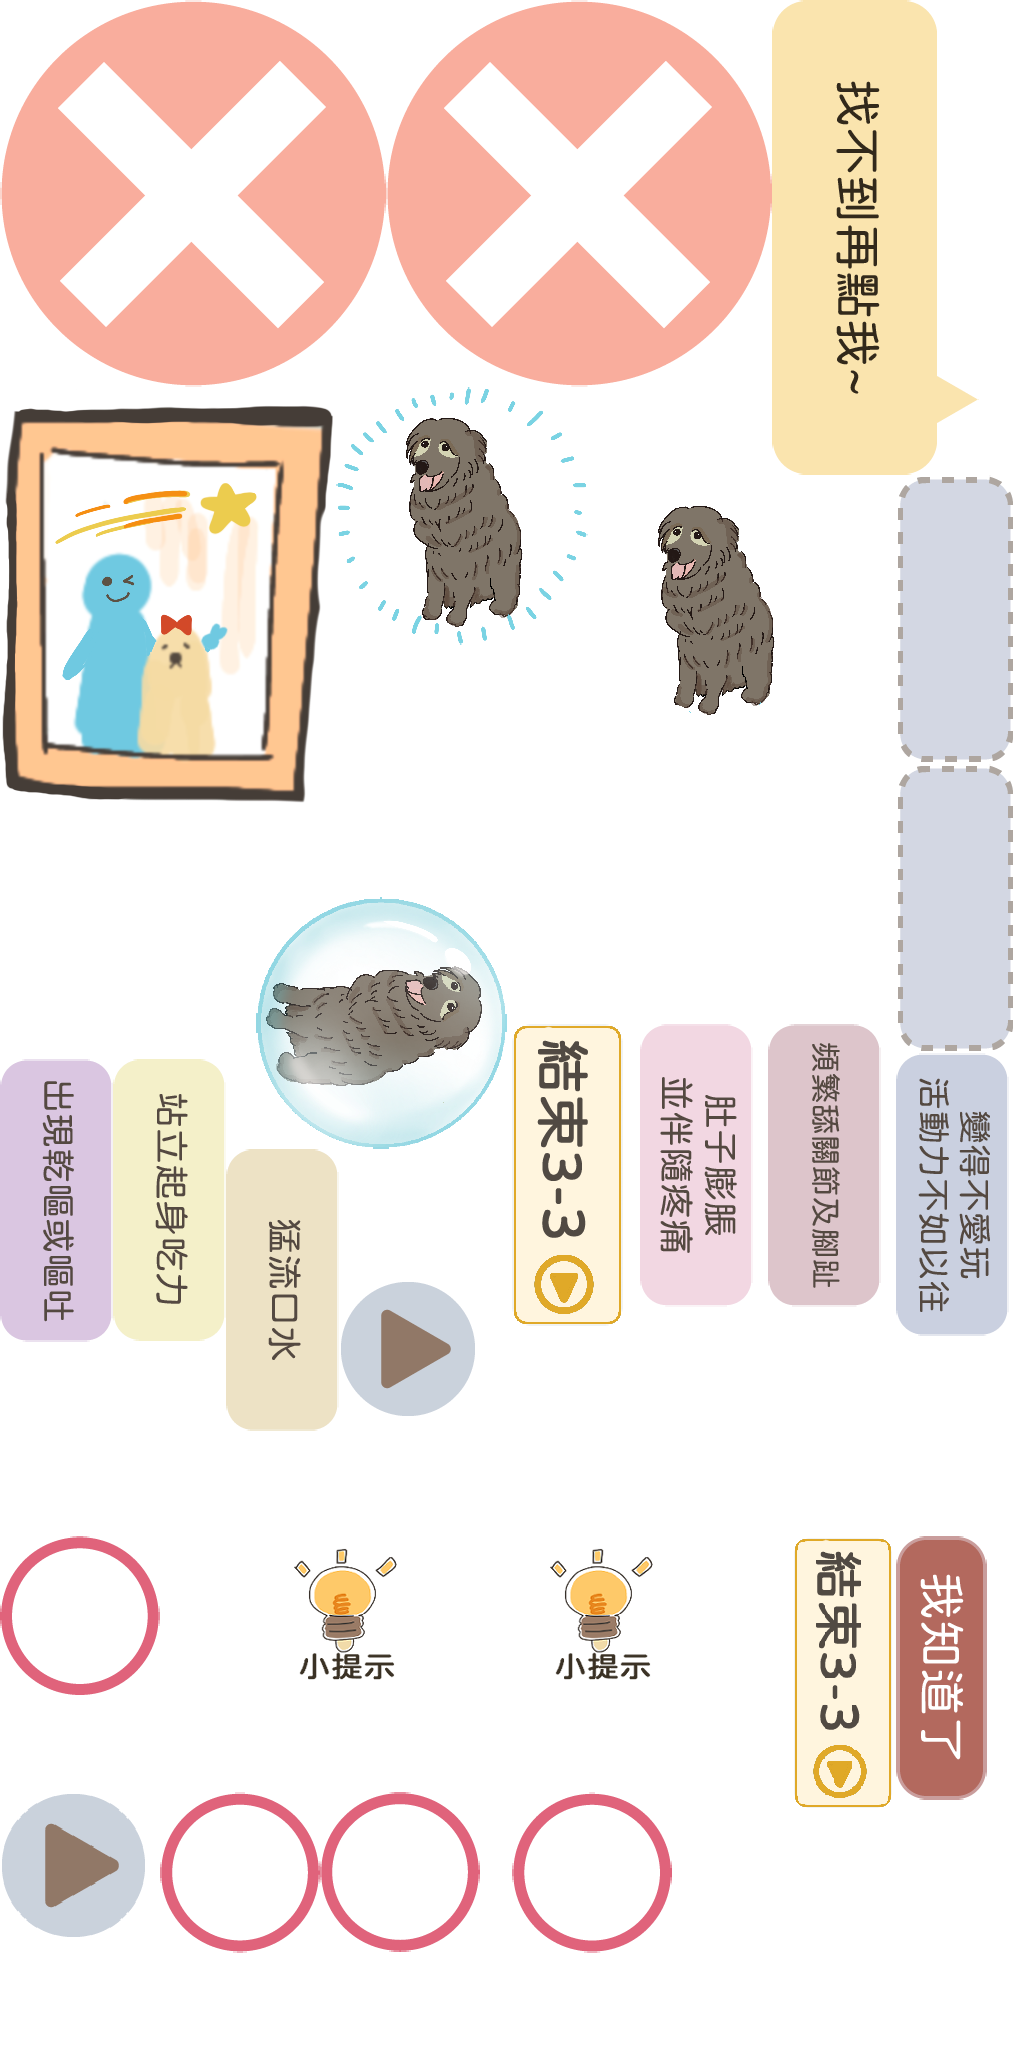 找不到再點我~
變得不愛玩
活動力不如以往
頻繁舔關節及腳趾
肚子膨脹
並伴隨疼痛
結束3-3
猛流口水
站立起身吃力
出現乾嘔或嘔吐
小提示
小提示
結束3-3
我知道了